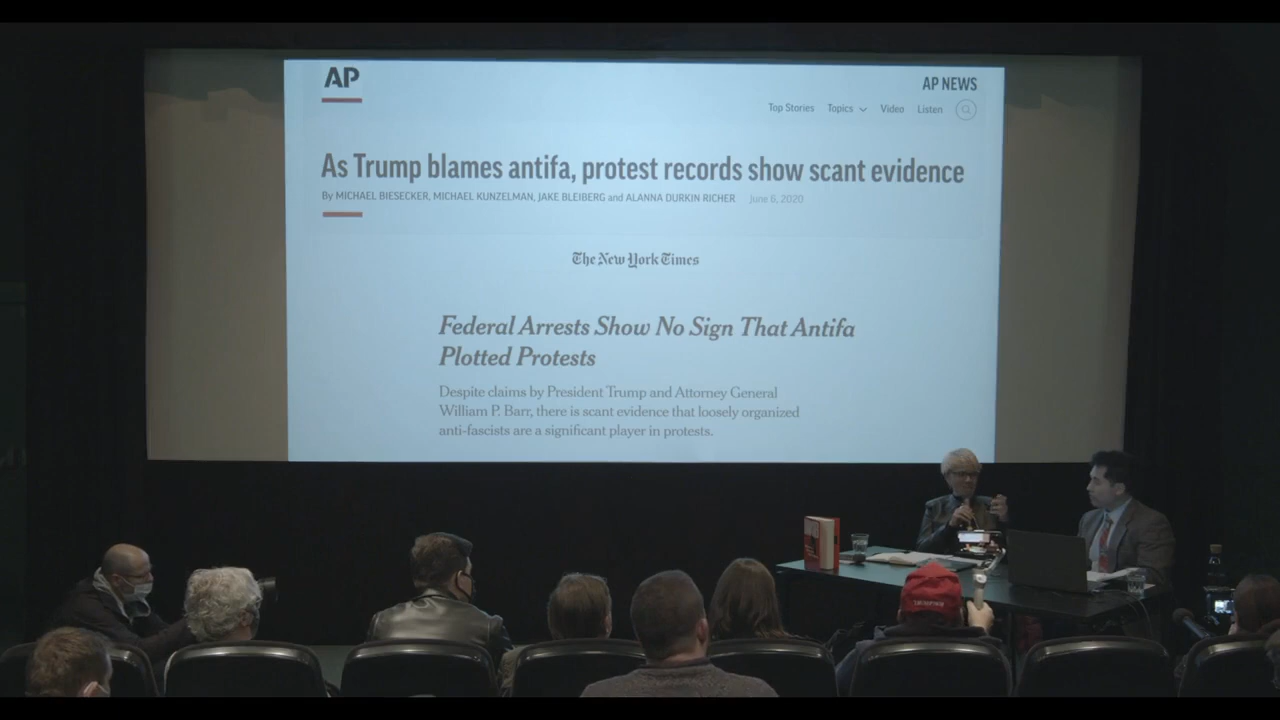 AP
AP NEWS
Top Stories Topics Video Listen
As Trump blames antifa, protest records show scant evidence
By MICHAEL BIESECKER, MICHAEL KUNZELMAN, JAKE BLEIBERG and ALANNA DURKIN RICHER June 6, 2020
The New York Times
Federal Arrests Show No Sign That Antifa
Plotted Protests
Despite claims by President Trump and Attorney General
William P. Barr, there is scant evidence that loosely organized
anti-fascists are a significant player in protests.